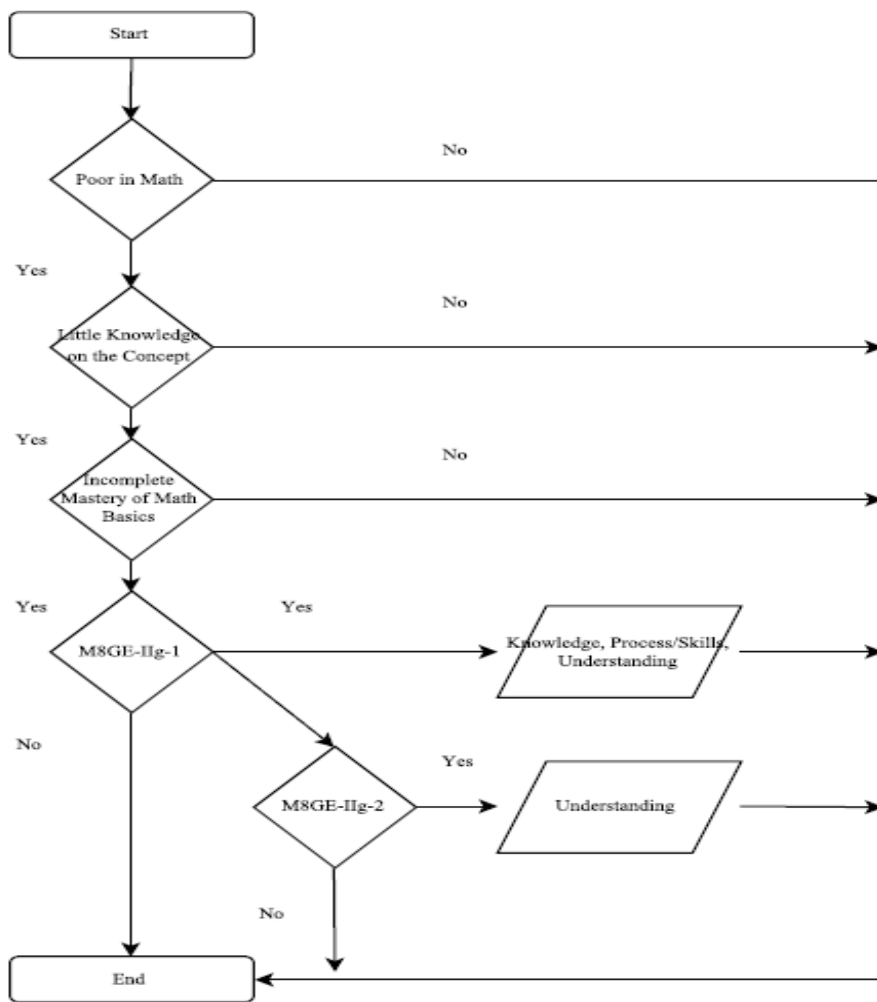 Start
No
Poor in Math
Yes
No
Little Knowledge
on the Concept
Yes
No
Incomplete
Mastery of Math
Basics
Yes
Yes
M8GE-IIg-1
Knowledge, Process/Skills,
Understanding
No
Yes
M8GE-IIg-2
Understanding
No
End